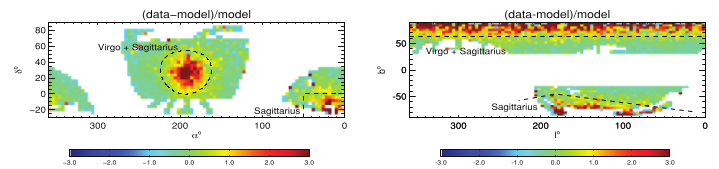 (data−model)/model
80
60
40
20
0
−20
δ°
Virgo + Sagittarius
Sagittarius
300
200
100
0
α°
-3.0 -2.0 -1.0 0.0 1.0 2.0 3.0
(data-model)/model
50
0
-50
b°
Virgo + Sagittarius
Sagittarius
300
200
100
0
l°
-3.0 -2.0 -1.0 0.0 1.0 2.0 3.0